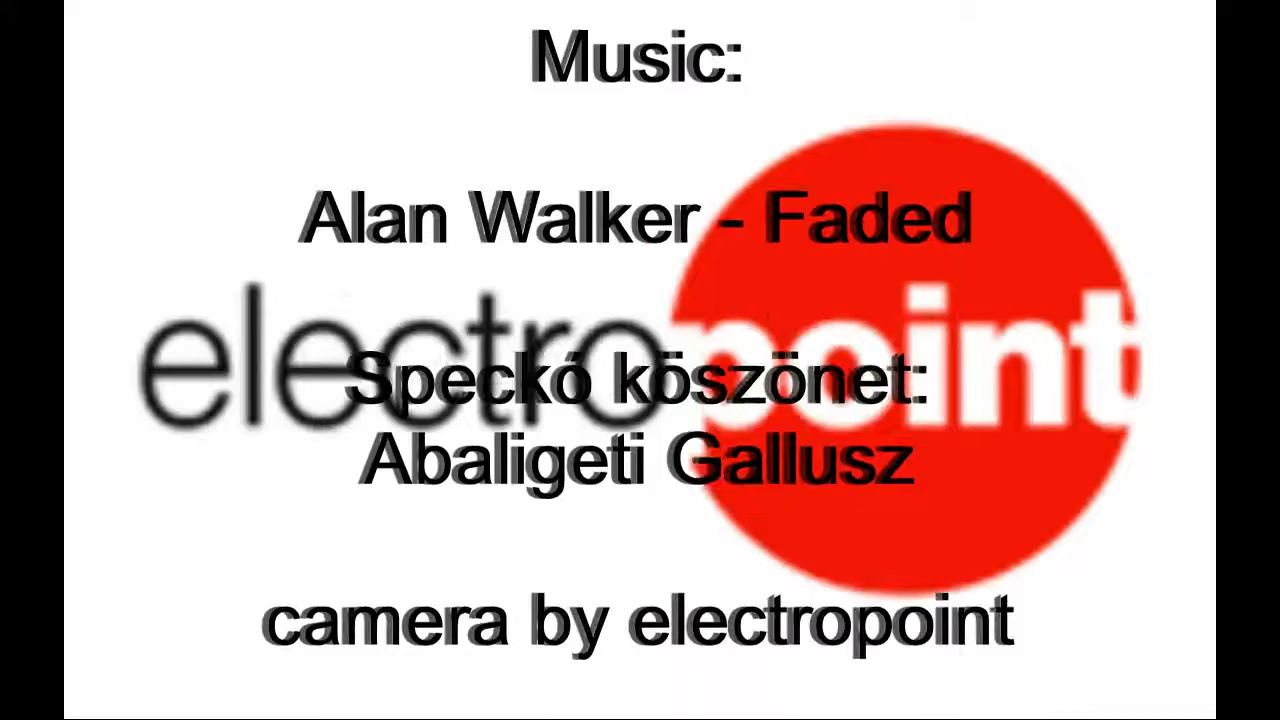 Music:
Alan Walker - Faded
electropoint
Speckó köszönet:
Abaligeti Gallusz
camera by electropoint